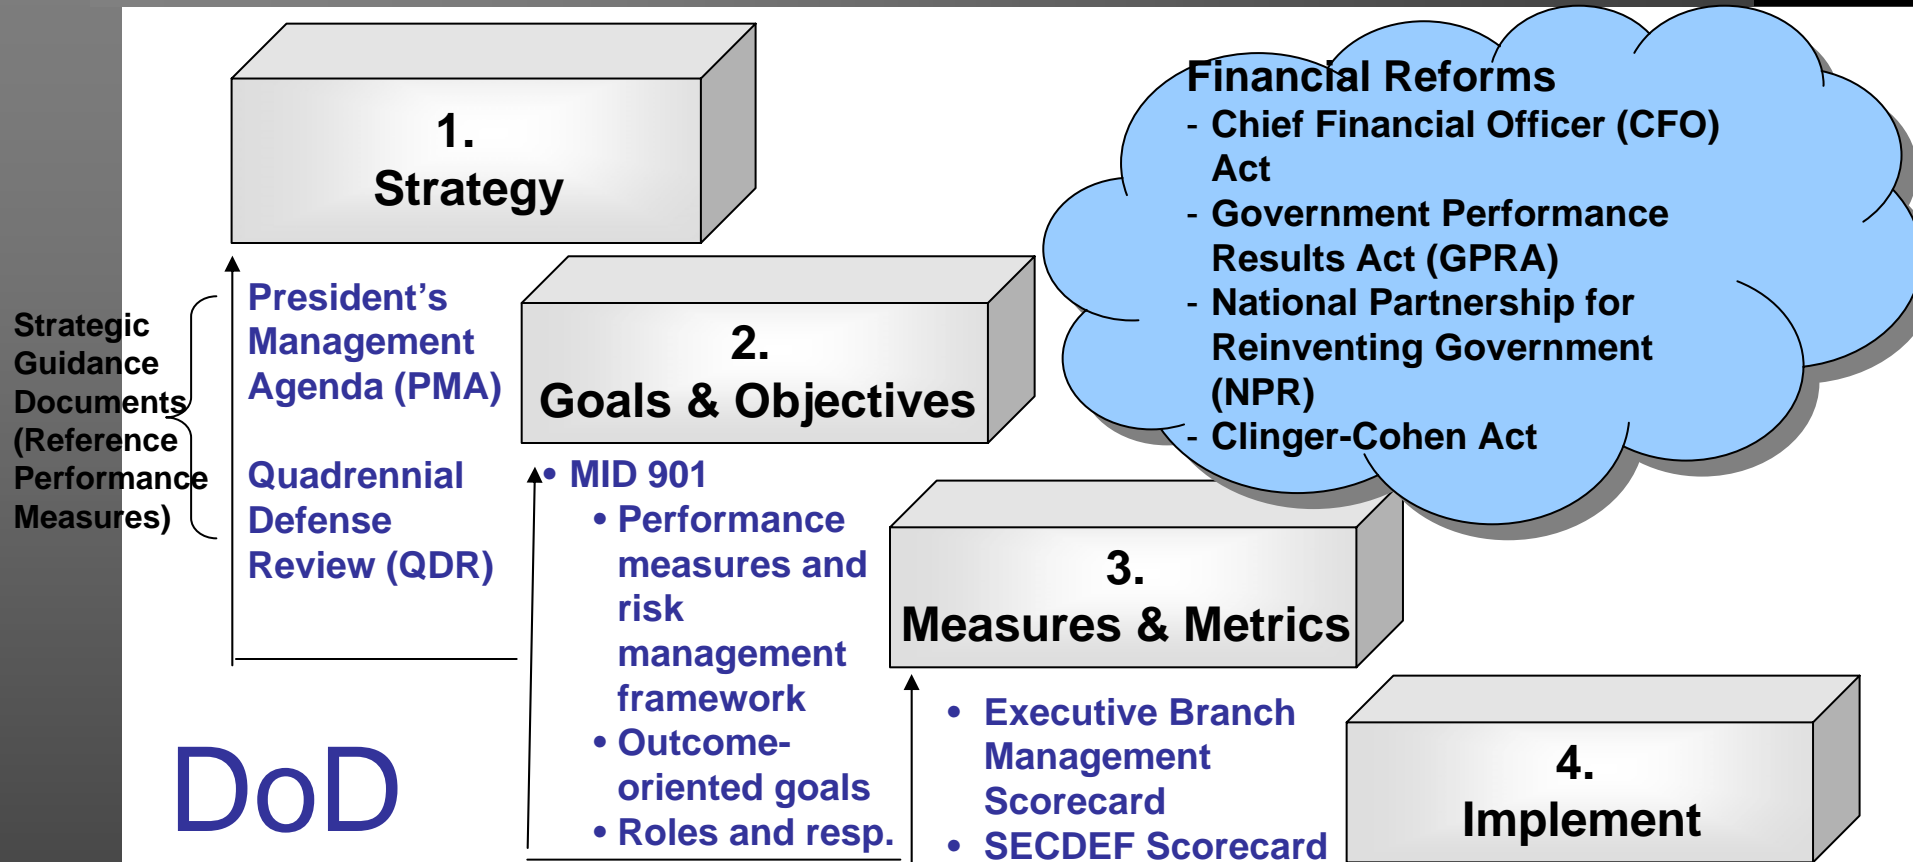 1.
Strategy
Financial Reforms
- Chief Financial Officer (CFO)
Act
- Government Performance
Results Act (GPRA)
- National Partnership for
Reinventing Government
(NPR)
- Clinger-Cohen Act
Strategic
Guidance
Documents
(Reference
Performance
Measures)
President's
Management
Agenda (PMA)
Quadrennial
Defense
Review (QDR)
2.
Goals & Objectives
• MID 901
• Performance
measures and
risk
management
framework
• Outcome-
oriented goals
• Roles and resp.
3.
Measures & Metrics
• Executive Branch
Management
Scorecard
• SECDEF Scorecard
4.
Implement
DoD